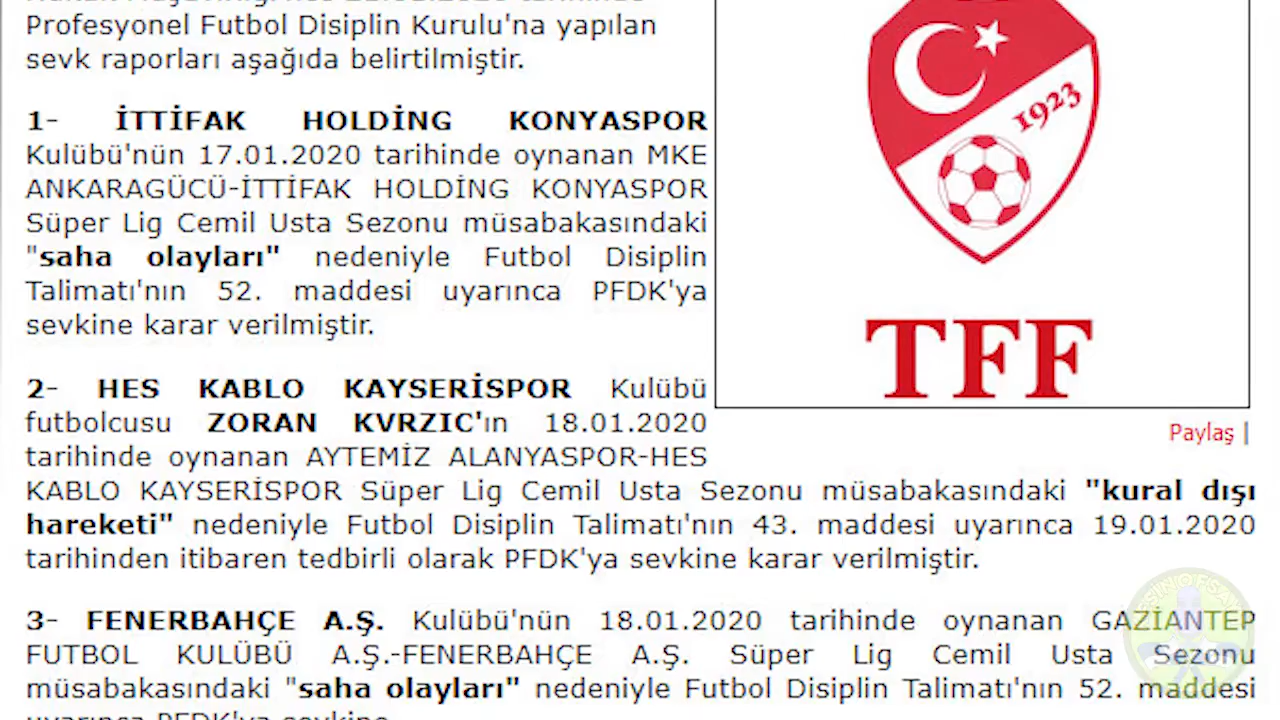 Profesyonel Futbol Disiplin Kurulu'na yapılan
sevk raporları aşağıda belirtilmiştir.
1- İTTİFAK HOLDİNG KONYASPOR
Kulübü'nün 17.01.2020 tarihinde oynanan MKE
ANKARAGÜCÜ-İTTİFAK HOLDİNG KONYASPOR
Süper Lig Cemil Usta Sezonu müsabakasındaki
"saha olayları" nedeniyle Futbol Disiplin
Talimatı'nın 52. maddesi uyarınca PFDK'ya
sevkine karar verilmiştir.
2- HES KABLO KAYSERİSPOR Kulübü
futbolcusu ZORAN KVRZIC'ın 18.01.2020
tarihinde oynanan AYTEMİZ ALANYASPOR-HES
KABLO KAYSERİSPOR Süper Lig Cemil Usta Sezonu müsabakasındaki "kural dışı
hareketi" nedeniyle Futbol Disiplin Talimatı'nın 43. maddesi uyarınca 19.01.2020
tarihinden itibaren tedbirli olarak PFDK'ya sevkine karar verilmiştir.
3- FENERBAHÇE A.Ş. Kulübü'nün 18.01.2020 tarihinde oynanan GAZİANTEP
FUTBOL KULÜBÜ A.Ş.-FENERBAHÇE A.Ş. Süper Lig Cemil Usta Sezonu
müsabakasındaki "saha olayları" nedeniyle Futbol Disiplin Talimatı'nın 52. maddesi
uyarınca PFDK'ya sevkine
1923
TFF
Paylaş |